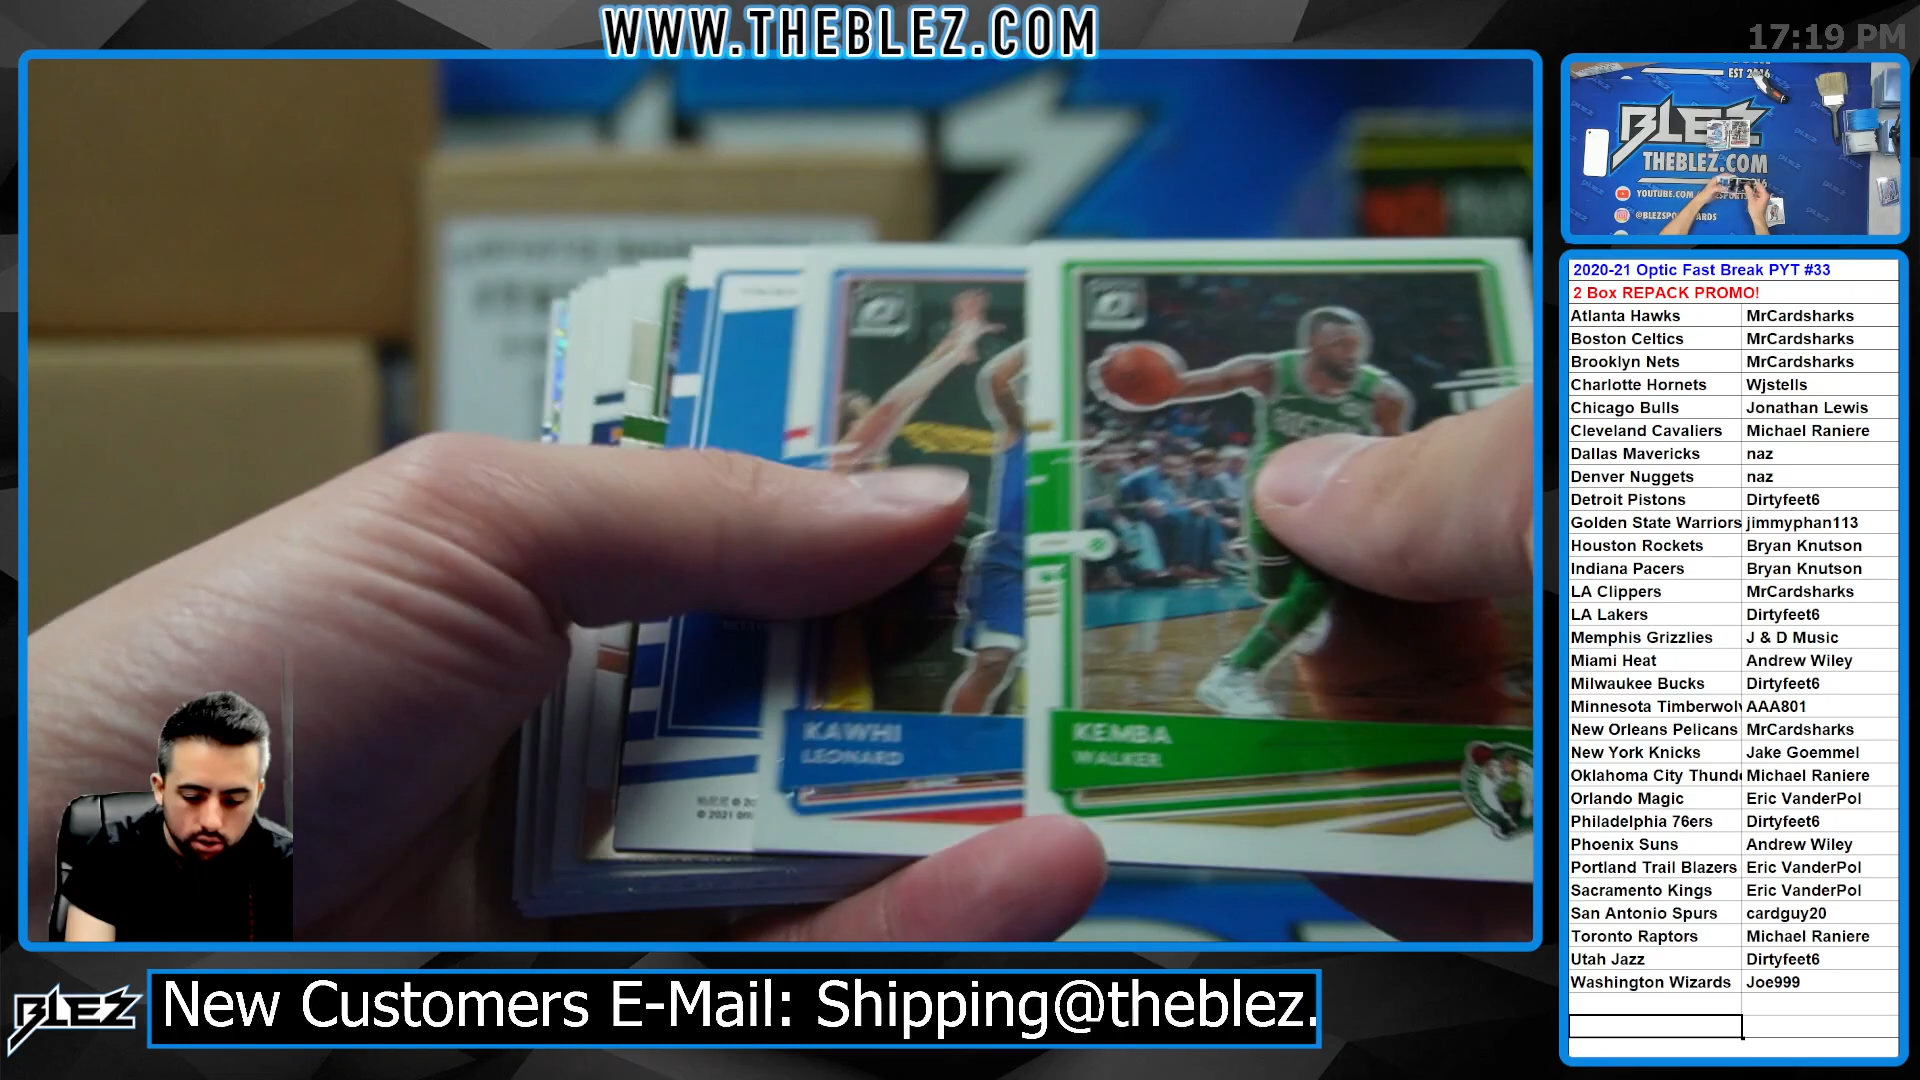 WWW.THEBLEZ.COM
17:19 PM
EST
BLEZ
THEBLEZ.COM
YOUTUBE.COM
2020-21 Optic Fast Break PYT #33
2 Box REPACK PROMO!
Atlanta Hawks MrCardsharks
Boston Celtics MrCardsharks
Brooklyn Nets MrCardsharks
Charlotte Hornets Wjstells
Chicago Bulls Jonathan Lewis
Cleveland Cavaliers Michael Raniere
Dallas Mavericks naz
Denver Nuggets naz
Detroit Pistons Dirtyfeet6
Golden State Warriors jimmyphan113
Houston Rockets Bryan Knutson
Indiana Pacers Bryan Knutson
LA Clippers MrCardsharks
LA Lakers Dirtyfeet6
Memphis Grizzlies J & D Music
Miami Heat Andrew Wiley
Milwaukee Bucks Dirtyfeet6
Minnesota Timberwolv AAA801
New Orleans Pelicans MrCardsharks
New York Knicks Jake Goemmel
Oklahoma City Thunde Michael Raniere
Orlando Magic Eric VanderPol
Philadelphia 76ers Dirtyfeet6
Phoenix Suns Andrew Wiley
Portland Trail Blazers Eric VanderPol
Sacramento Kings Eric VanderPol
San Antonio Spurs cardguy20
Toronto Raptors Michael Raniere
Utah Jazz Dirtyfeet6
Washington Wizards Joe999
KAWHI
LEONARD
KEMBA
WALKER
BLEZ
New Customers E-Mail: Shipping@theblez.